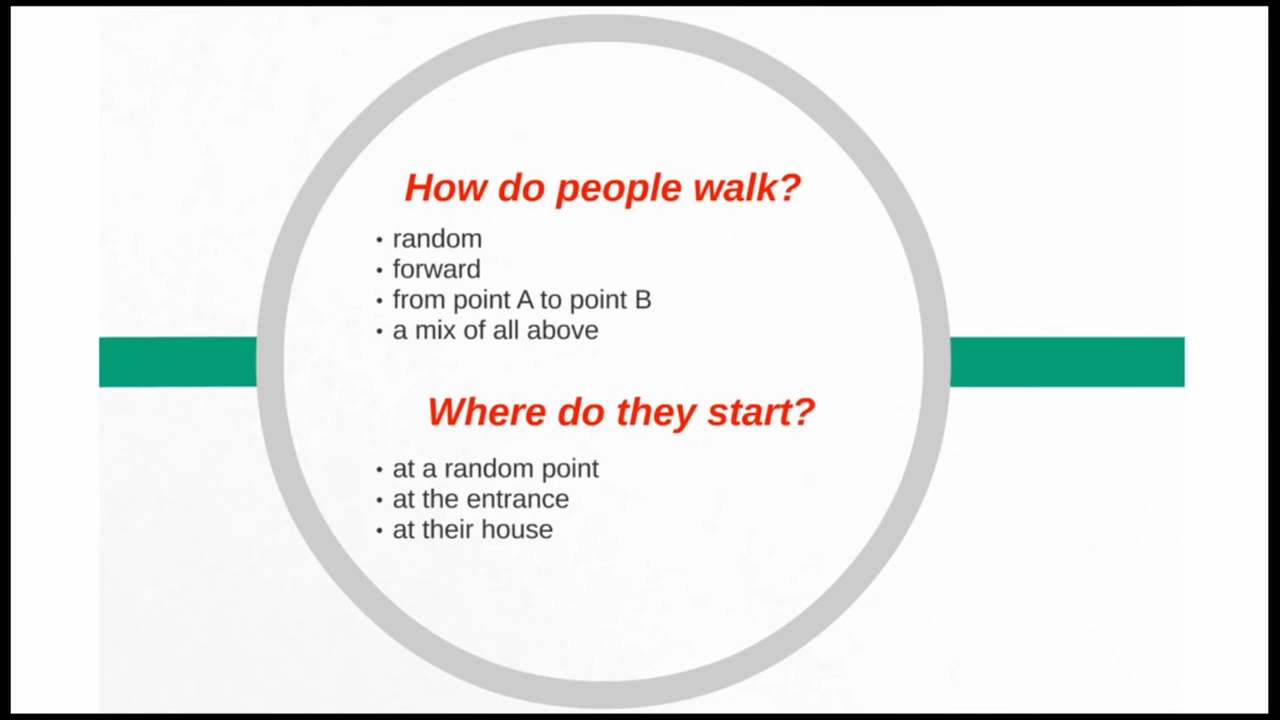 How do people walk?
• random
• forward
• from point A to point B
• a mix of all above
Where do they start?
• at a random point
• at the entrance
• at their house